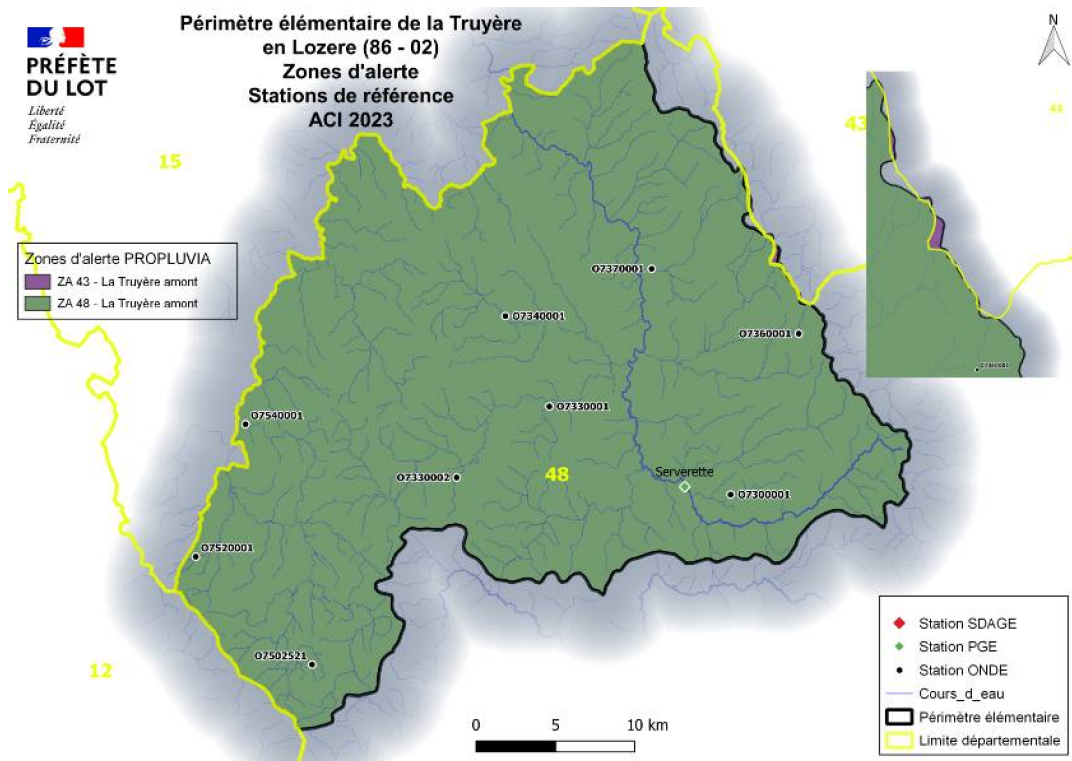 PRÉFÈTE
DU LOT
Liberté
Égalité
Fraternité
Périmètre élémentaire de la Truyère
en Lozere (86 - 02)
Zones d'alerte
Stations de référence
ACI 2023
N
15
43
43
Zones d'alerte PROPLUVIA
ZA 43 - La Truyère amont
ZA 48 - La Truyère amont
O7370001
O7340001
O7360001
O7330001
O7540001
O7330002
48
Serverette
O7300001
O7520001
O7502521
12
0 5 10 km
Station SDAGE
Station PGE
Station ONDE
Cours_d_eau
Périmètre élémentaire
Limite départementale